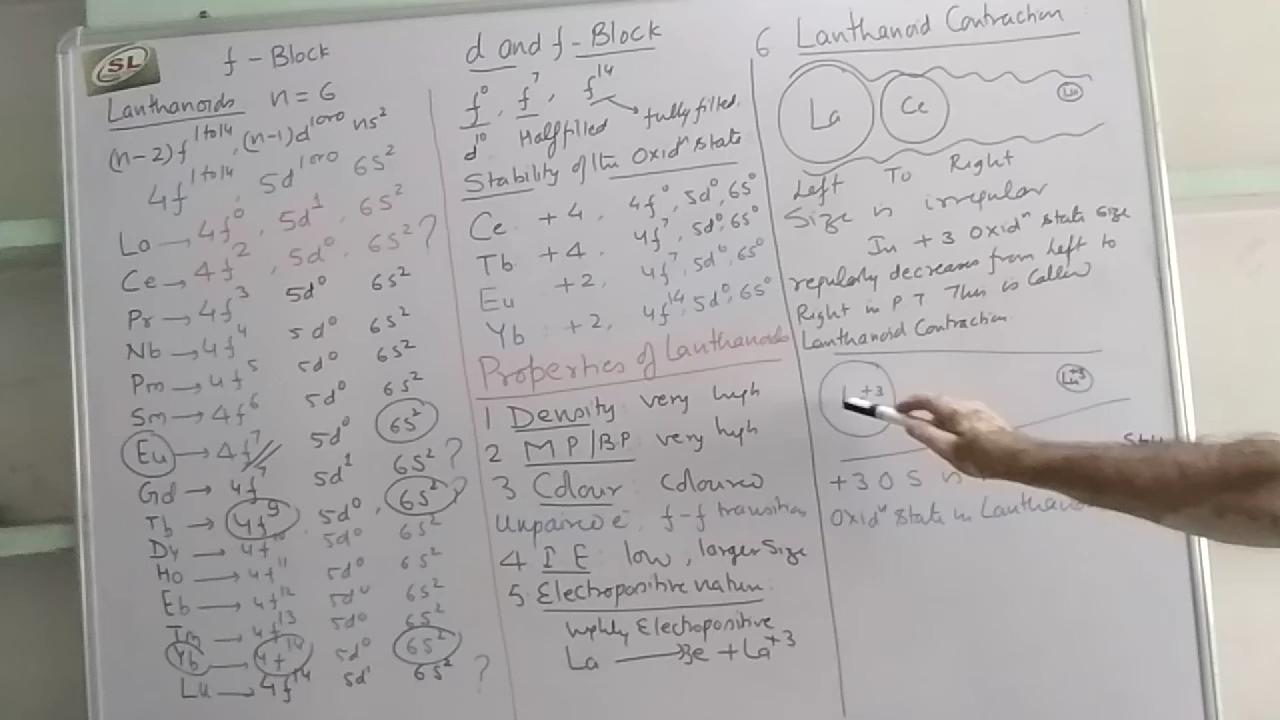 SL
f - Block
Lanthanoids n = 6
(n-2)f^1 to 14, (n-1)d^1 or 0 ns²
4f^1 to 14, 5d^1 or 0 6S²
La → 4f⁰, 5d¹, 6S²
Ce → 4f², 5d⁰, 6S² ?
Pr → 4f³ 5d⁰ 6S²
Nb → 4f⁴ 5d⁰ 6S²
Pm → 4f⁵ 5d⁰ 6S²
Sm → 4f⁶ 5d⁰ 6S²
Eu → 4f⁷ 5d⁰ 6S²
Gd → 4f⁷ 5d¹ 6S² ?
Tb → 4f⁹ 5d⁰, 6S² ?
Dy → 4f¹⁰ 5d⁰ 6S²
Ho → 4f¹¹ 5d⁰ 6S²
Eb → 4f¹² 5d⁰ 6S²
Tm → 4f¹³ 5d⁰ 6S²
Yb → 4f¹⁴ 5d⁰ 6S²
Lu → 4f¹⁴ 5d¹ 6S² ?
d and f - Block
f⁰, f⁷, f¹⁴
d¹⁰ Half filled → fully filled.
Stability of the Oxidⁿ State
Ce +4, 4f⁰, 5d⁰, 6S⁰
Tb +4, 4f⁷, 5d⁰, 6S⁰
Eu +2, 4f⁷, 5d⁰, 6S⁰
Yb +2, 4f¹⁴, 5d⁰, 6S⁰
Properties of Lanthanoids
1 Density: very high
2 M P/B.P: very high
3 Colour: Coloured
Unpaired e⁻ f-f transition
4 I E: low, larger Size
5. Electropositive nature:
highly Electropositive
La → 3e + La⁺³
6 Lanthanoid Contraction
La Ce Lu
Left To Right
Size is irregular
In +3 Oxidⁿ State Size
regularly decreases from Left to
Right in P T This is Called
Lanthanoid Contraction.
+3 Lu⁺³
+3 O S
Oxidⁿ State in